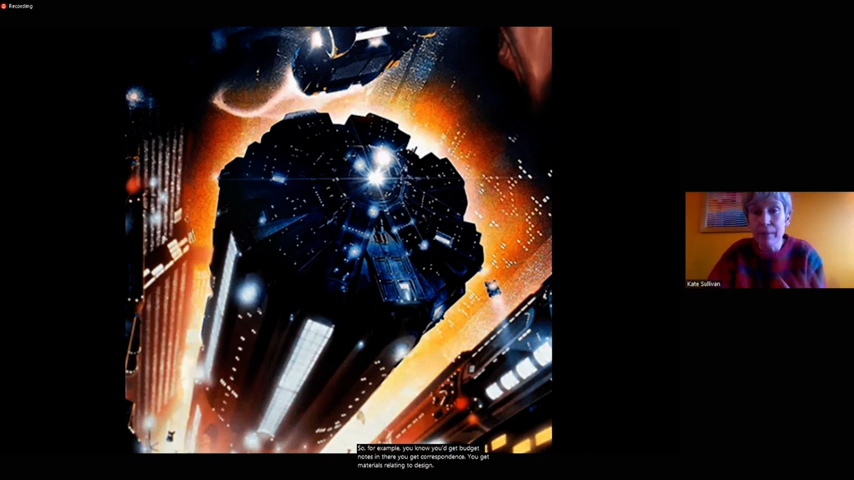 Recording
Kate Sullivan
So, for example, you know you'd get budget
notes in there you get correspondence. You get
materials relating to design.